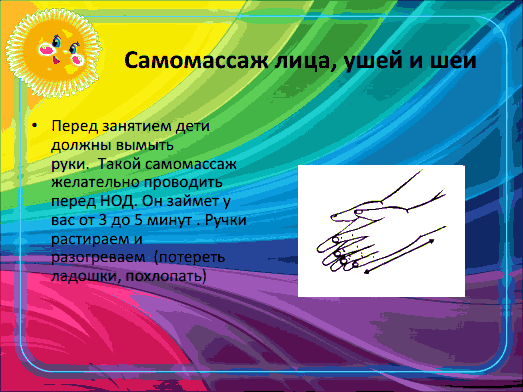 Самомассаж лица, ушей и шеи
• Перед занятием дети
должны вымыть
руки.  Такой самомассаж
желательно проводить
перед НОД. Он займет у
вас от 3 до 5 минут . Ручки
растираем и
разогреваем  (потереть
ладошки, похлопать)